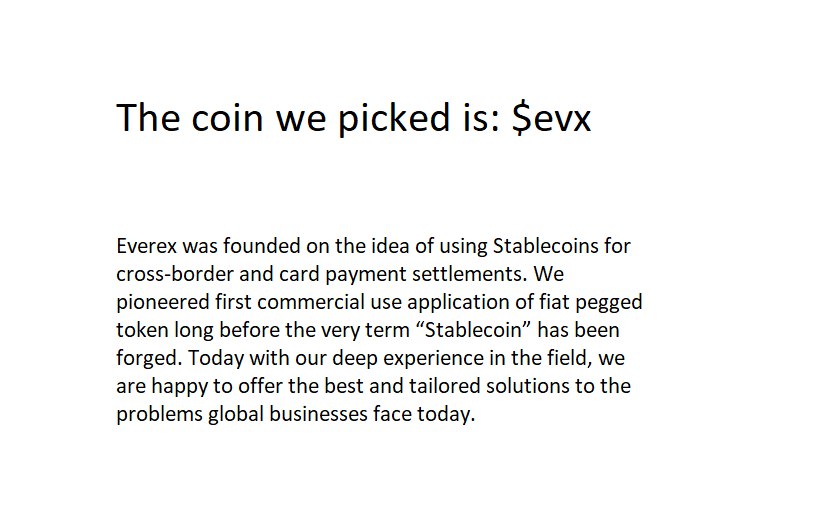 The coin we picked is: $evx
Everex was founded on the idea of using Stablecoins for
cross-border and card payment settlements. We
pioneered first commercial use application of fiat pegged
token long before the very term “Stablecoin” has been
forged. Today with our deep experience in the field, we
are happy to offer the best and tailored solutions to the
problems global businesses face today.